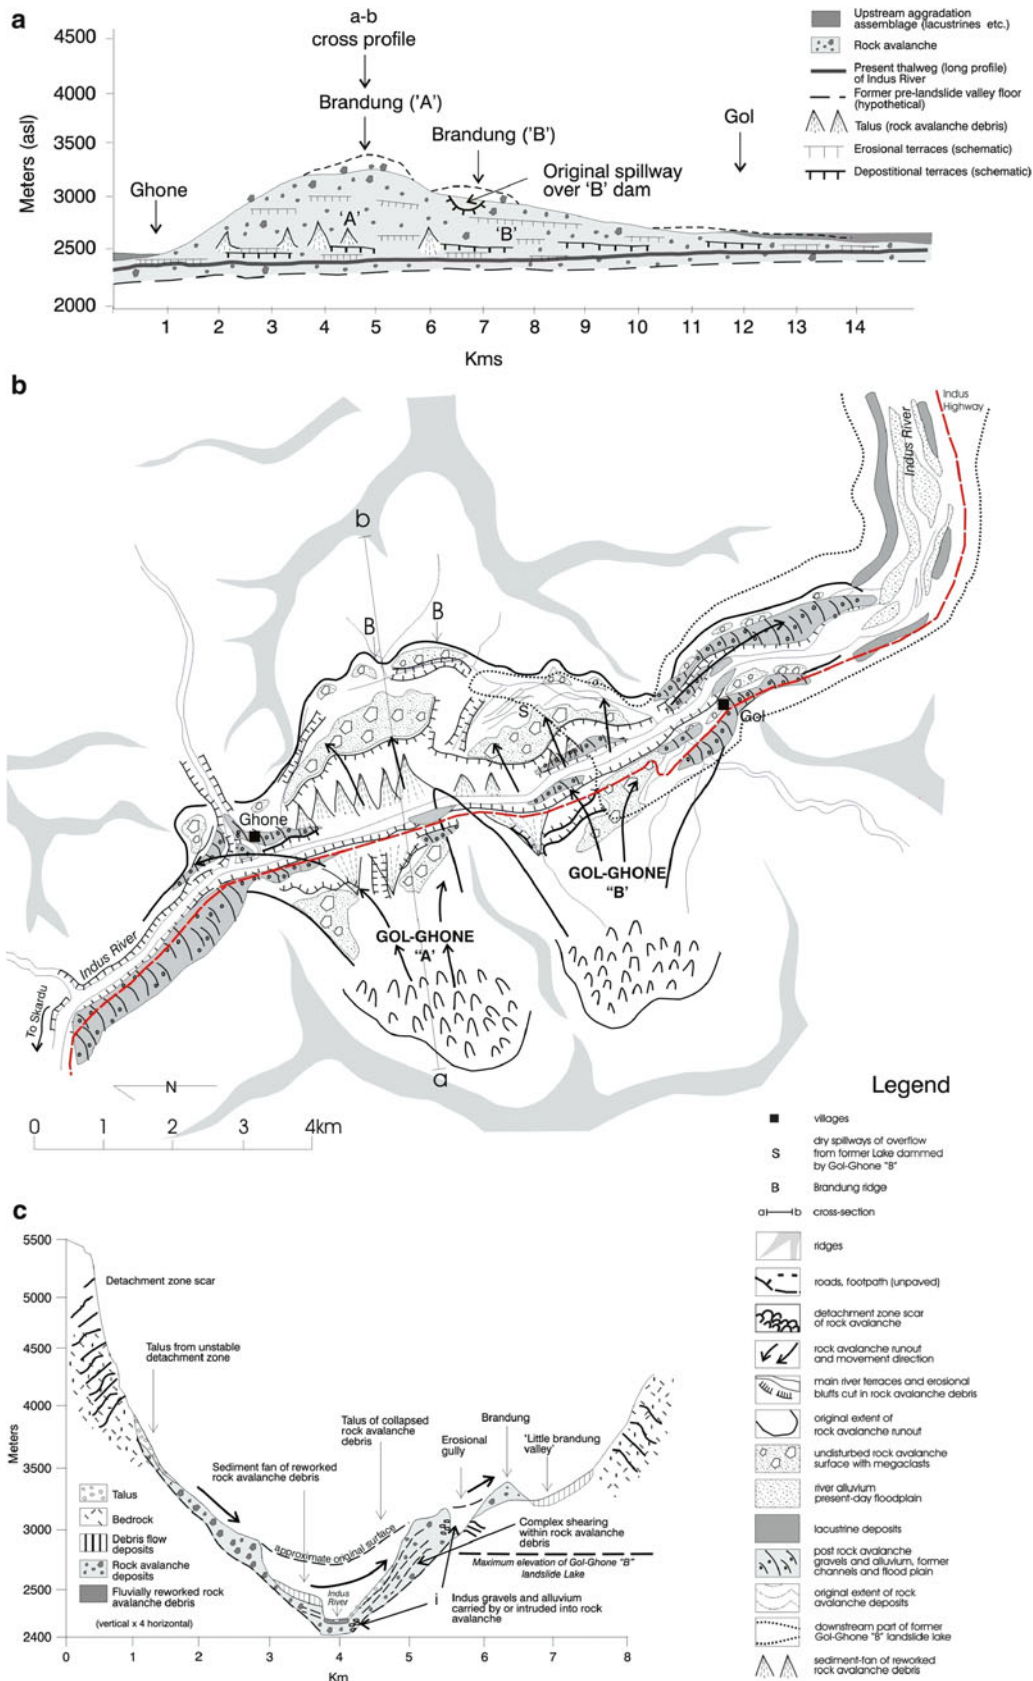 a
a-b
cross profile
Brandung ('A')
Brandung ('B')
Original spillway
over 'B' dam
Gol
Ghone
'A'
'B'
Meters (asl)
4500
4000
3500
3000
2500
2000
1 2 3 4 5 6 7 8 9 10 11 12 13 14
Kms
Upstream aggradation
assemblage (lacustrines etc.)
Rock avalanche
Present thalweg (long profile)
of Indus River
Former pre-landslide valley floor
(hypothetical)
Talus (rock avalanche debris)
Erosional terraces (schematic)
Depostitional terraces (schematic)
b
Indus
Highway
Indus River
b
B
B
S
Gol
Ghone
GOL-GHONE
"B'
GOL-GHONE
"A'
Indus River
To Skardu
a
N
0 1 2 3 4km
Legend
villages
S
dry spillways of overflow
from former Lake dammed
by Gol-Ghone "B"
B
Brandung ridge
a b
cross-section
ridges
roads, footpath (unpaved)
detachment zone scar
of rock avalanche
rock avalanche runout
and movement direction
main river terraces and erosional
bluffs cut in rock avalanche debris
original extent of
rock avalanche runout
undisturbed rock avalanche
surface with megaclasts
river alluvium
present-day floodplain
lacustrine deposits
post rock avalanche
gravels and alluvium, former
channels and flood plain
original extent of rock
avalanche deposits
downstream part of former
Gol-Ghone "B" landslide lake
sediment-fan of reworked
rock avalanche debris
c
Meters
5500
5000
4500
4000
3500
3000
2500
2400
Detachment zone scar
Talus from unstable
detachment zone
Sediment fan of reworked
rock avalanche debris
Talus of collapsed
rock avalanche
debris
Erosional
gully
Brandung
'Little brandung
valley'
approximate original surface
Complex shearing
within rock avalanche
debris
Maximum elevation of Gol-Ghone "B"
landslide Lake
Indus
River
i
Indus gravels and alluvium
carried by or intruded into rock
avalanche
Talus
Bedrock
Debris flow
deposits
Rock avalanche
deposits
Fluvially reworked rock
avalanche debris
(vertical x 4 horizontal)
0 1 2 3 4 5 6 7 8
Km